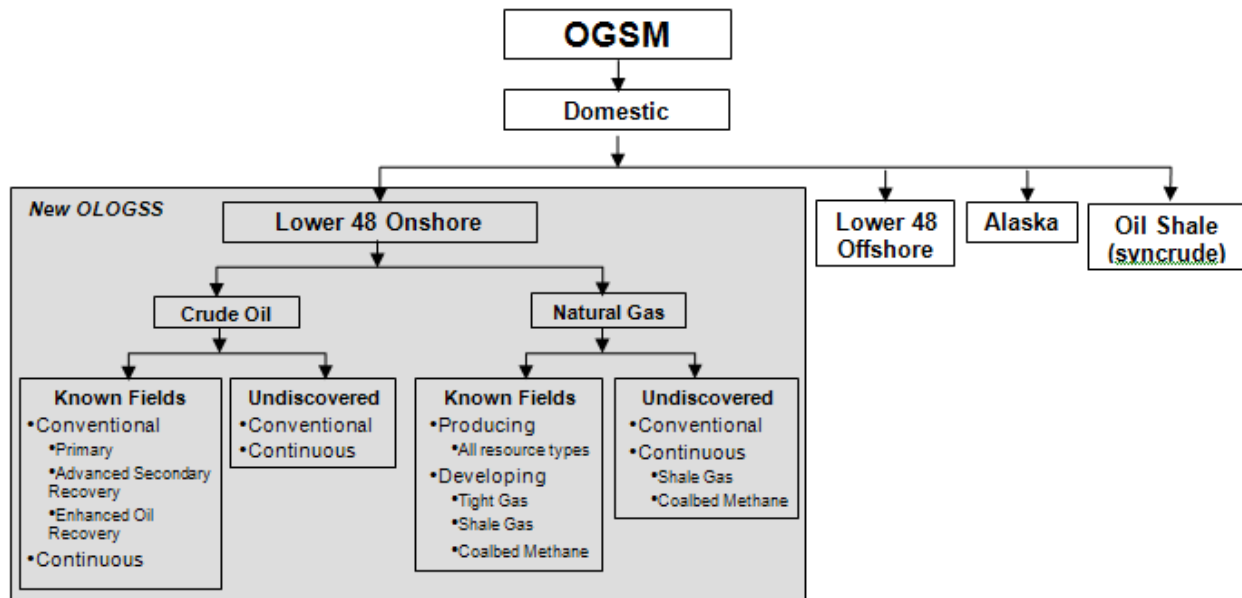 OGSM
Domestic
New OLOGSS
Lower 48 Onshore
Lower 48
Offshore
Alaska
Oil Shale
(syncrude)
Crude Oil
Natural Gas
Known Fields
•Conventional
•Primary
•Advanced Secondary
Recovery
•Enhanced Oil
Recovery
•Continuous
Undiscovered
•Conventional
•Continuous
Known Fields
•Producing
•All resource types
•Developing
•Tight Gas
•Shale Gas
•Coalbed Methane
Undiscovered
•Conventional
•Continuous
•Shale Gas
•Coalbed Methane